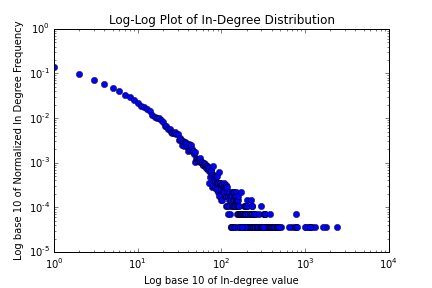 Log-Log Plot of In-Degree Distribution
Log base 10 of Normalized In Degree Frequency
10^0
10^-1
10^-2
10^-3
10^-4
10^-5
10^0 10^1 10^2 10^3 10^4
Log base 10 of In-degree value